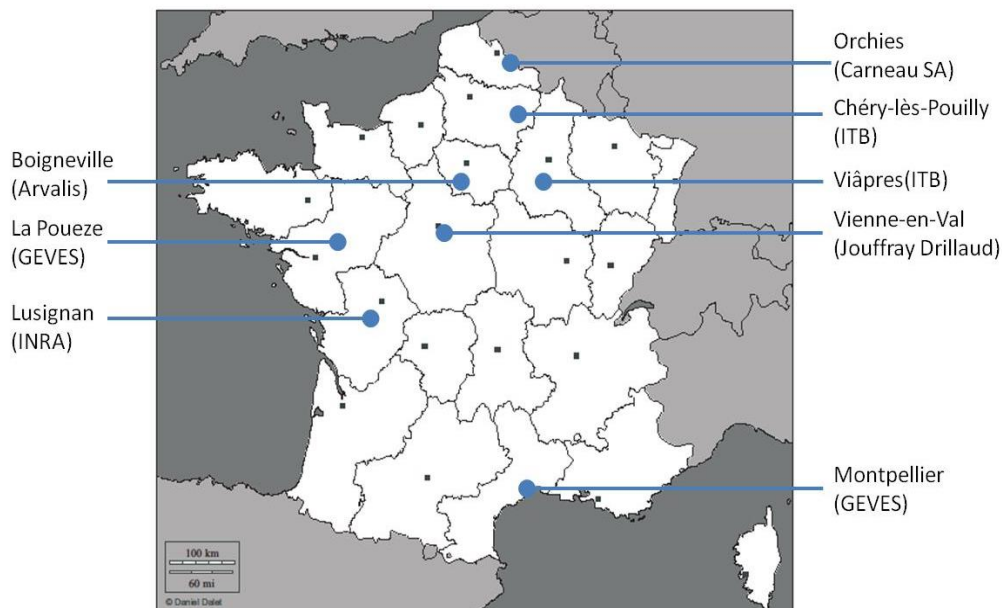 Orchies
(Carneau SA)
Chéry-lès-Pouilly
(ITB)
Boigneville
(Arvalis)
Viâpres(ITB)
La Poueze
(GEVES)
Vienne-en-Val
(Jouffray Drillaud)
Lusignan
(INRA)
Montpellier
(GEVES)
100 km
60 mi
© Daniel Dalet